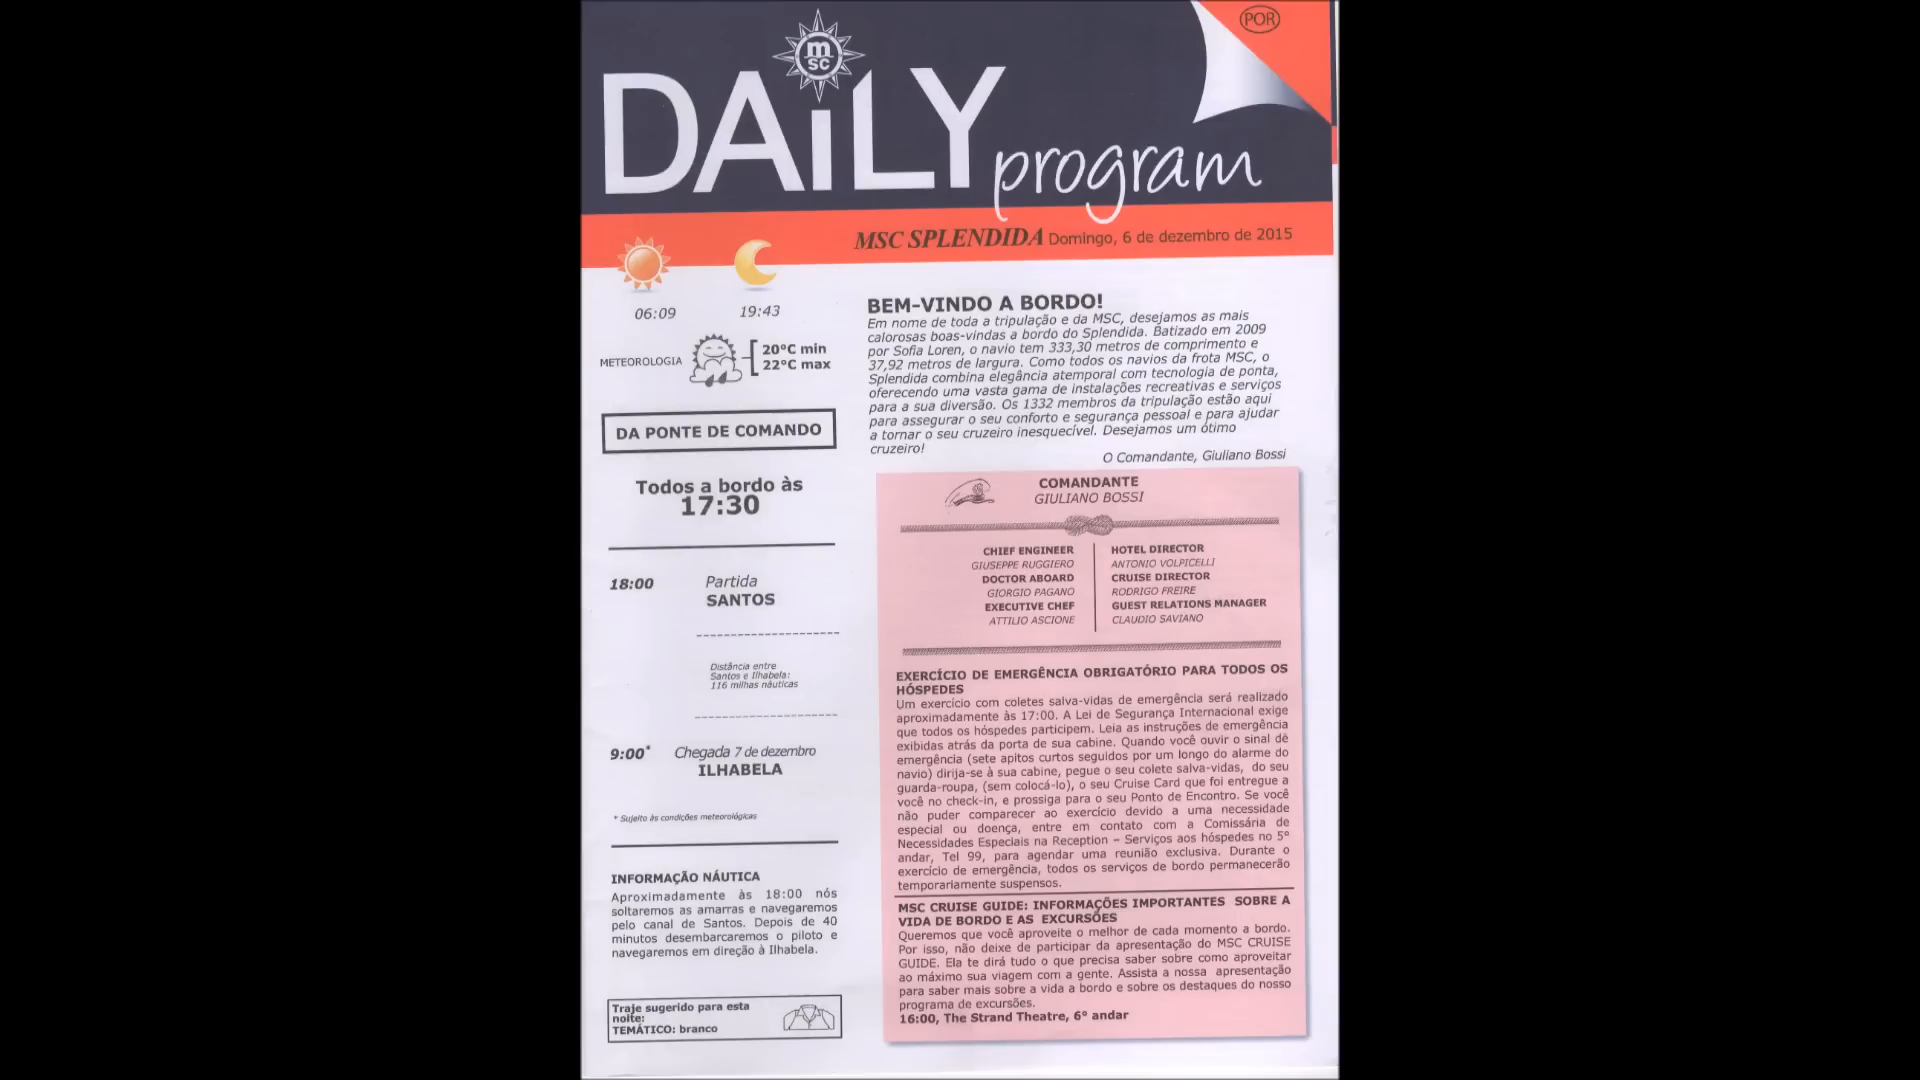 POR
msc
DAiLY
program
MSC SPLENDIDA Domingo, 6 de dezembro de 2015
06:09
19:43
METEOROLOGIA
20°C min
22°C max
DA PONTE DE COMANDO
Todos a bordo às
17:30
18:00
Partida
SANTOS
Distância entre
Santos e Ilhabela:
116 milhas náuticas
9:00*
Chegada 7 de dezembro
ILHABELA
* Sujeito às condições meteorológicas
INFORMAÇÃO NÁUTICA
Aproximadamente às 18:00 nós
soltaremos as amarras e navegaremos
pelo canal de Santos. Depois de 40
minutos desembarcaremos o piloto e
navegaremos em direção à Ilhabela.
Traje sugerido para esta
noite:
TEMÁTICO: branco
BEM-VINDO A BORDO!
Em nome de toda a tripulação e da MSC, desejamos as mais
calorosas boas-vindas a bordo do Splendida. Batizado em 2009
por Sofia Loren, o navio tem 333,30 metros de comprimento e
37,92 metros de largura. Como todos os navios da frota MSC, o
Splendida combina elegância atemporal com tecnologia de ponta,
oferecendo uma vasta gama de instalações recreativas e serviços
para a sua diversão. Os 1332 membros da tripulação estão aqui
para assegurar o seu conforto e segurança pessoal e para ajudar
a tornar o seu cruzeiro inesquecível. Desejamos um ótimo
cruzeiro!
O Comandante, Giuliano Bossi
COMANDANTE
GIULIANO BOSSI
CHIEF ENGINEER
GIUSEPPE RUGGIERO
DOCTOR ABOARD
GIORGIO PAGANO
EXECUTIVE CHEF
ATTILIO ASCIONE
HOTEL DIRECTOR
ANTONIO VOLPICELLI
CRUISE DIRECTOR
RODRIGO FREIRE
GUEST RELATIONS MANAGER
CLAUDIO SAVIANO
EXERCÍCIO DE EMERGÊNCIA OBRIGATÓRIO PARA TODOS OS
HÓSPEDES
Um exercício com coletes salva-vidas de emergência será realizado
aproximadamente às 17:00. A Lei de Segurança Internacional exige
que todos os hóspedes participem. Leia as instruções de emergência
exibidas atrás da porta de sua cabine. Quando você ouvir o sinal de
emergência (sete apitos curtos seguidos por um longo do alarme do
navio) dirija-se à sua cabine, pegue o seu colete salva-vidas, do seu
guarda-roupa, (sem colocá-lo), o seu Cruise Card que foi entregue a
você no check-in, e prossiga para o seu Ponto de Encontro. Se você
não puder comparecer ao exercício devido a uma necessidade
especial ou doença, entre em contato com a Comissária de
Necessidades Especiais na Reception – Serviços aos hóspedes no 5°
andar, Tel 99, para agendar uma reunião exclusiva. Durante o
exercício de emergência, todos os serviços de bordo permanecerão
temporariamente suspensos.
MSC CRUISE GUIDE: INFORMAÇÕES IMPORTANTES SOBRE A
VIDA DE BORDO E AS EXCURSÕES
Queremos que você aproveite o melhor de cada momento a bordo.
Por isso, não deixe de participar da apresentação do MSC CRUISE
GUIDE. Ela te dirá tudo o que precisa saber sobre como aproveitar
ao máximo sua viagem com a gente. Assista a nossa apresentação
para saber mais sobre a vida a bordo e sobre os destaques do nosso
programa de excursões.
16:00, The Strand Theatre, 6° andar